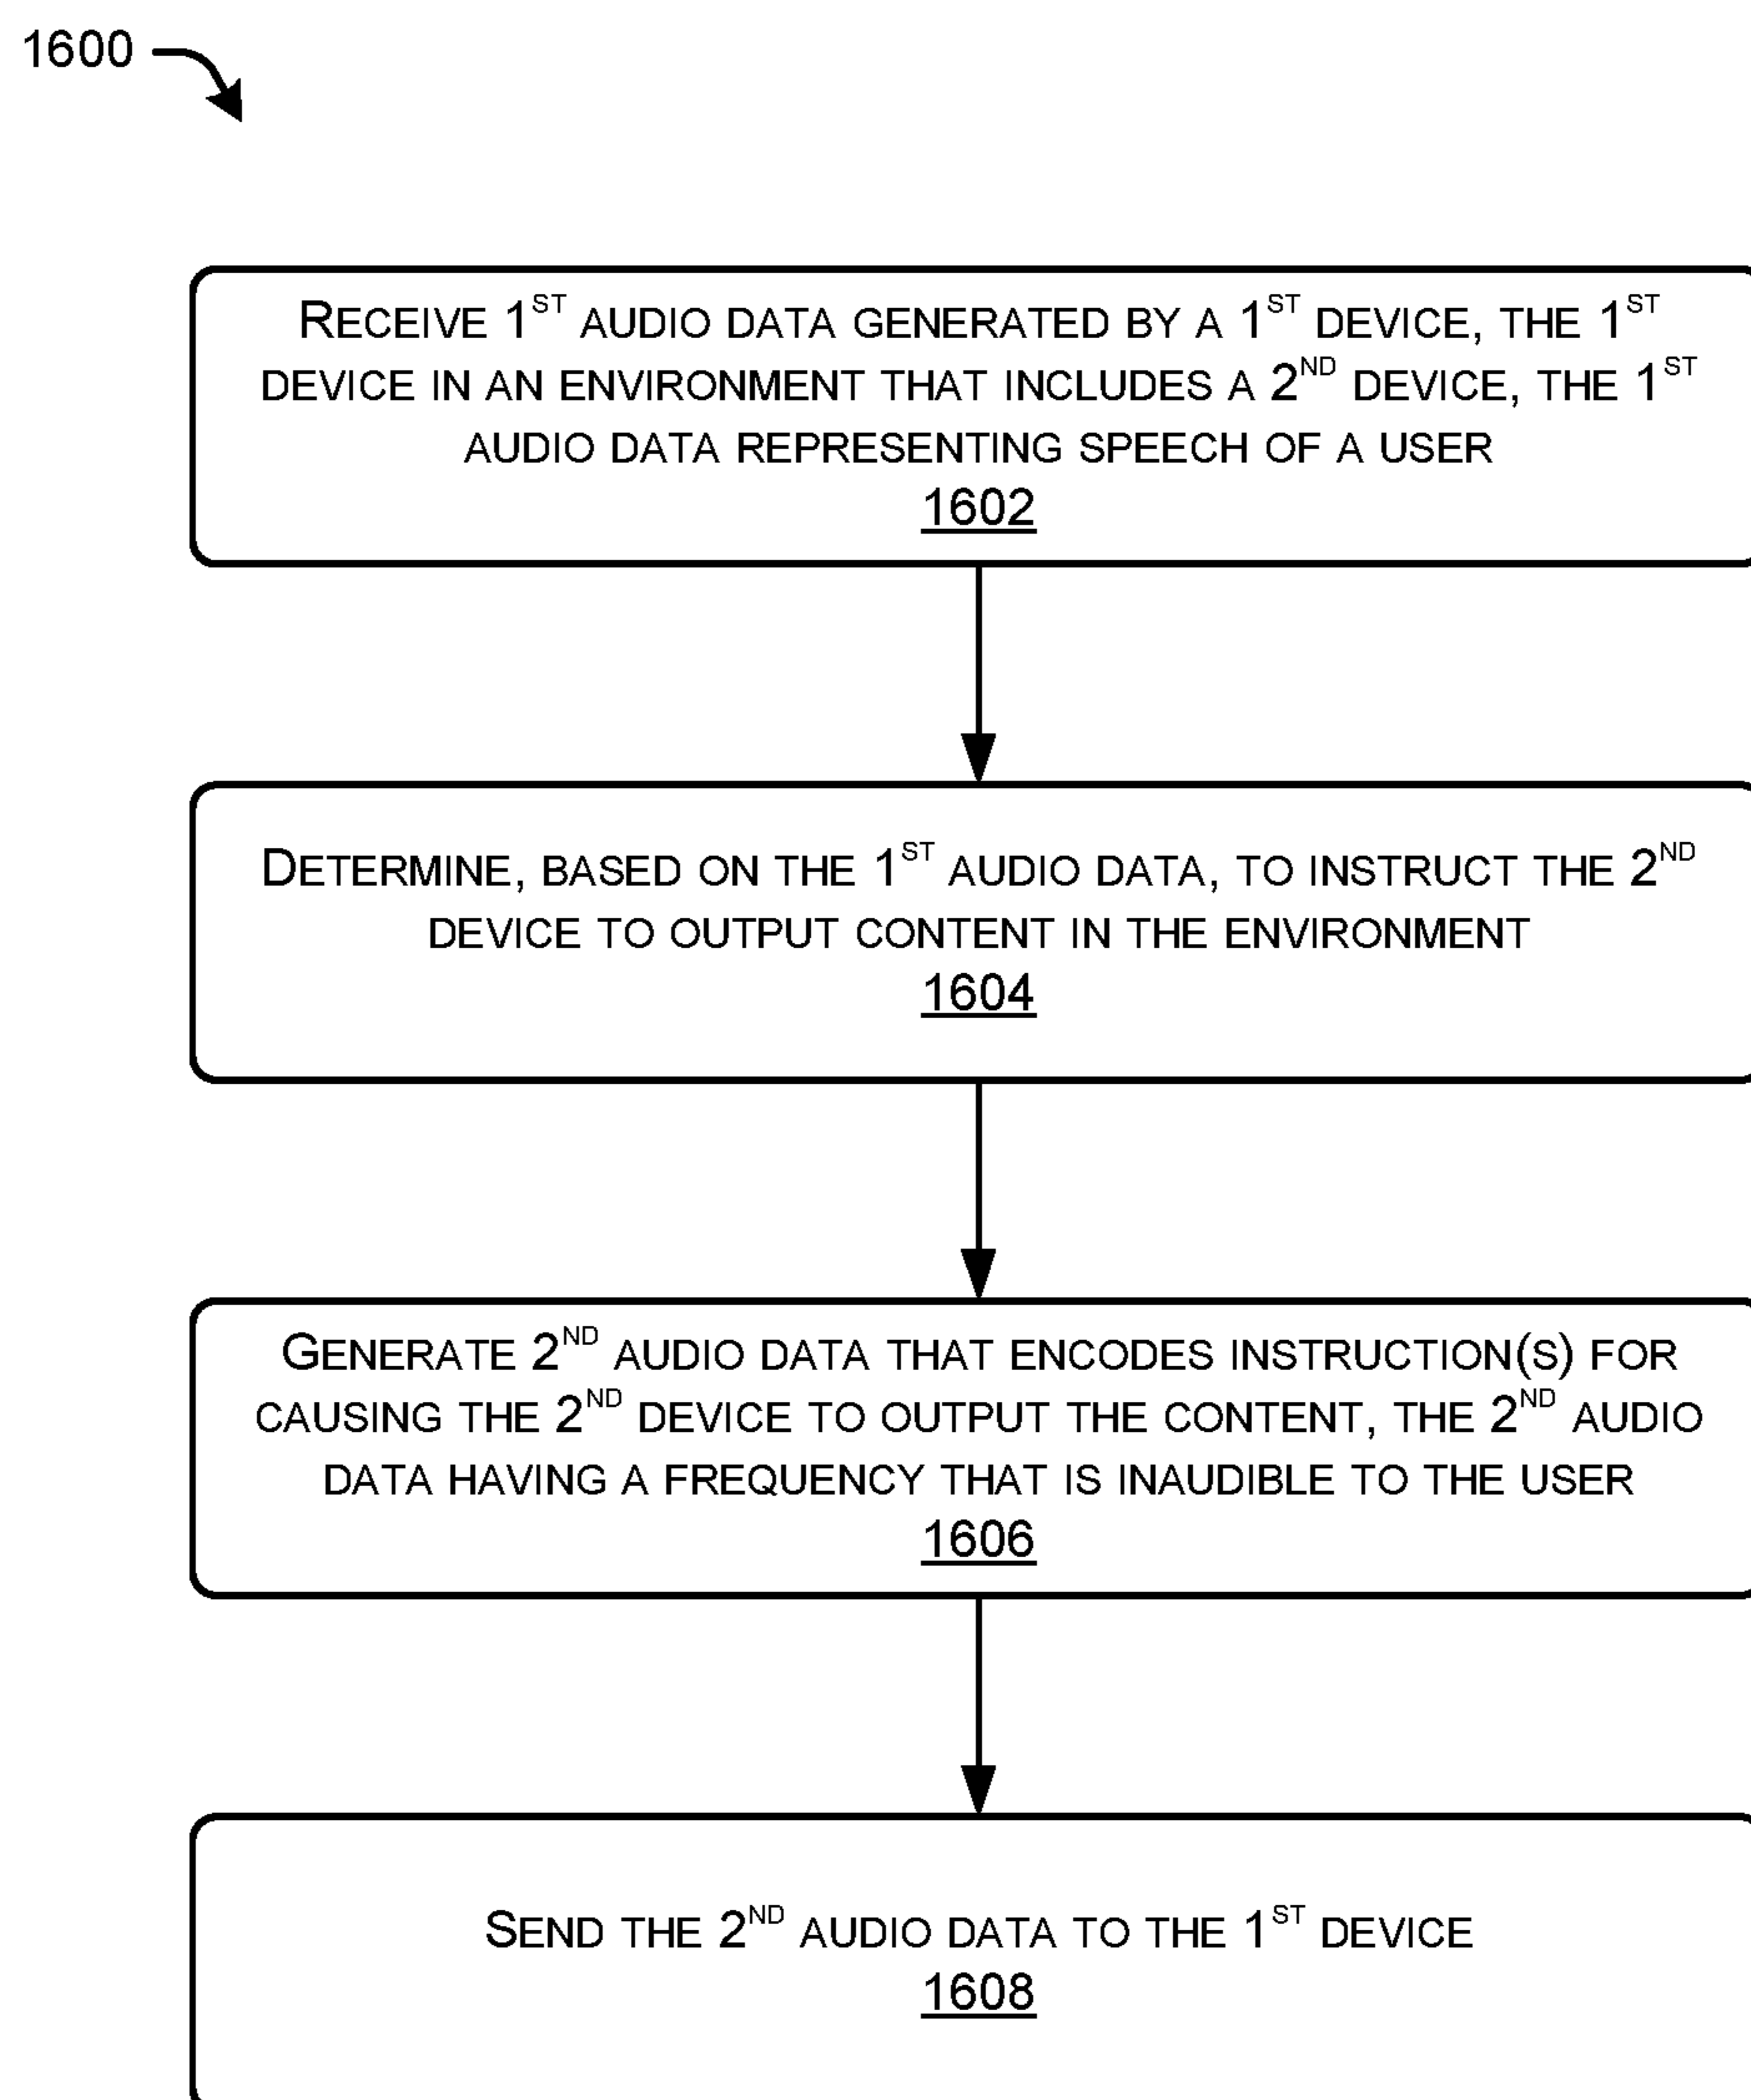 1600
RECEIVE 1ST AUDIO DATA GENERATED BY A 1ST DEVICE, THE 1ST
DEVICE IN AN ENVIRONMENT THAT INCLUDES A 2ND DEVICE, THE 1ST
AUDIO DATA REPRESENTING SPEECH OF A USER
1602
DETERMINE, BASED ON THE 1ST AUDIO DATA, TO INSTRUCT THE 2ND
DEVICE TO OUTPUT CONTENT IN THE ENVIRONMENT
1604
GENERATE 2ND AUDIO DATA THAT ENCODES INSTRUCTION(S) FOR
CAUSING THE 2ND DEVICE TO OUTPUT THE CONTENT, THE 2ND AUDIO
DATA HAVING A FREQUENCY THAT IS INAUDIBLE TO THE USER
1606
SEND THE 2ND AUDIO DATA TO THE 1ST DEVICE
1608